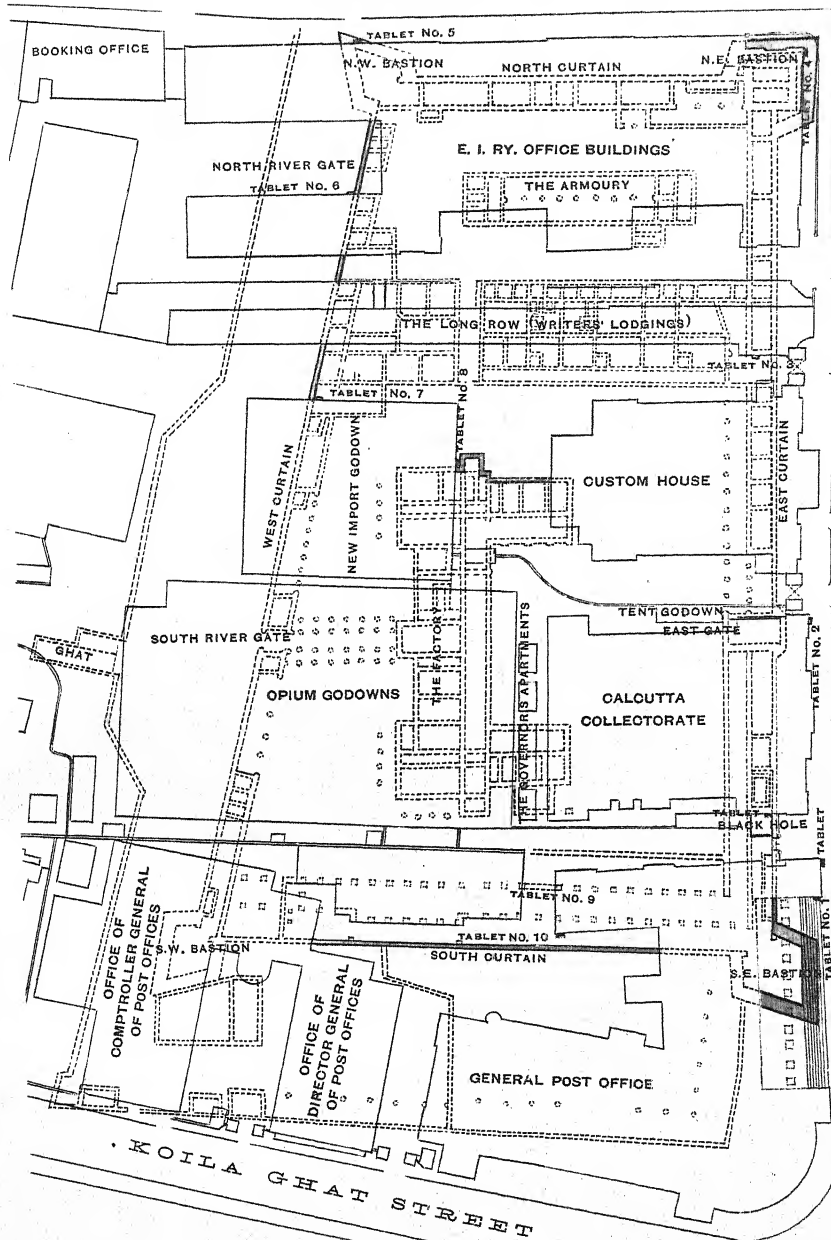 TABLET No. 5
BOOKING OFFICE
N.W. BASTION
NORTH CURTAIN
N.E. BASTION
TABLET No. 4
E. I. RY. OFFICE BUILDINGS
NORTH RIVER GATE
TABLET No. 6
THE ARMOURY
THE LONG ROW (WRITERS' LODGINGS)
TABLET No. 3
TABLET No. 7
TABLET No. 8
WEST CURTAIN
NEW IMPORT GODOWN
CUSTOM HOUSE
EAST CURTAIN
TENT GODOWN
EAST GATE
TABLET No. 2
SOUTH RIVER GATE
GHAT
THE FACTORY
THE GOVERNOR'S APARTMENTS
OPIUM GODOWNS
CALCUTTA
COLLECTORATE
TABLET
BLACK HOLE
TABLET
TABLET No. 9
TABLET No. 10
SOUTH CURTAIN
TABLET No. 1
S.W. BASTION
S.E. BASTION
OFFICE OF
COMPTROLLER GENERAL
OF POST OFFICES
OFFICE OF
DIRECTOR GENERAL
OF POST OFFICES
GENERAL POST OFFICE
KOILA GHAT STREET